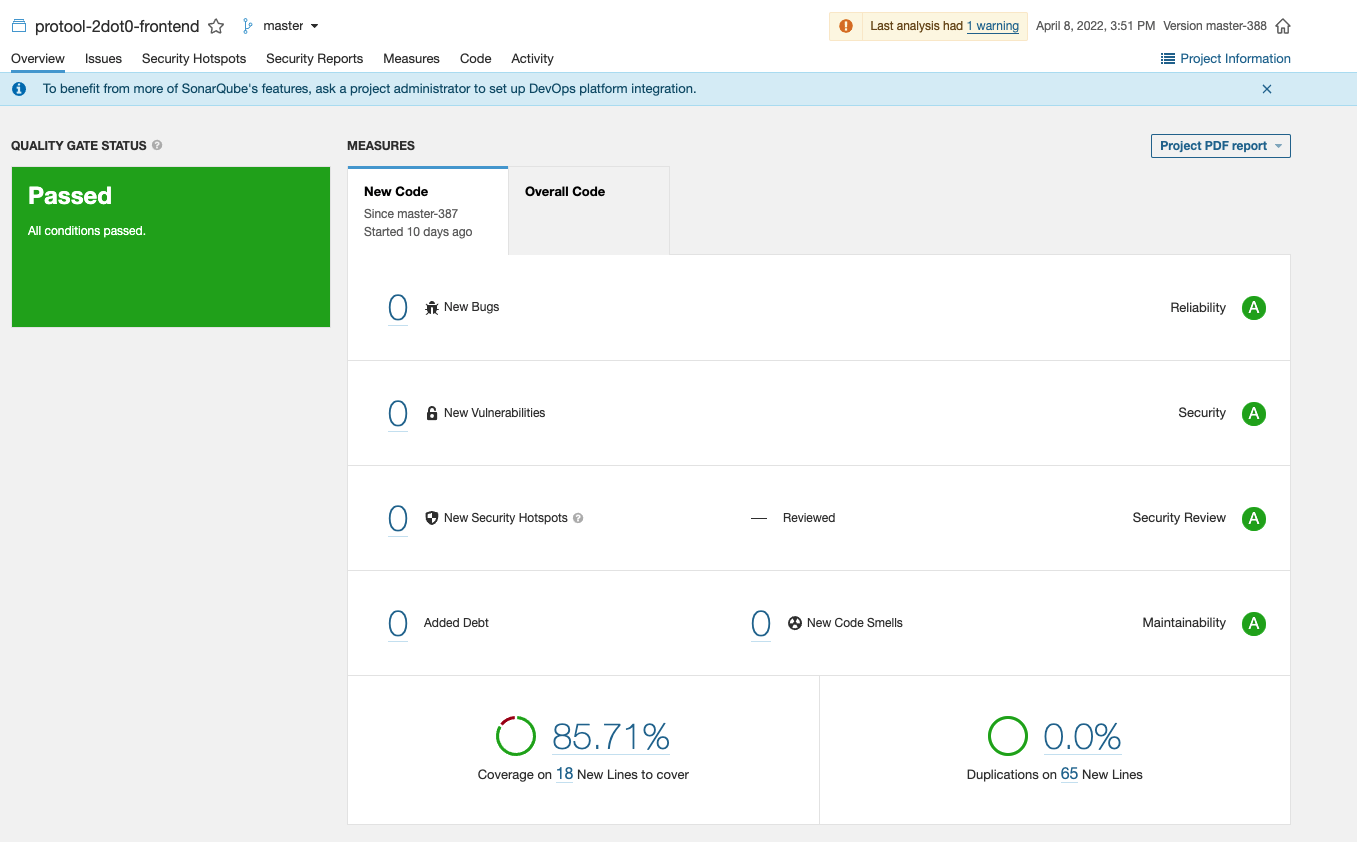 protool-2dot0-frontend master Last analysis had 1 warning April 8, 2022, 3:51 PM Version master-388
Overview Issues Security Hotspots Security Reports Measures Code Activity Project Information
To benefit from more of SonarQube's features, ask a project administrator to set up DevOps platform integration.
QUALITY GATE STATUS ?
MEASURES
Project PDF report
Passed
All conditions passed.
New Code
Since master-387
Started 10 days ago
Overall Code
0 New Bugs Reliability A
0 New Vulnerabilities Security A
0 New Security Hotspots ? — Reviewed Security Review A
0 Added Debt 0 New Code Smells Maintainability A
85.71%
Coverage on 18 New Lines to cover
0.0%
Duplications on 65 New Lines